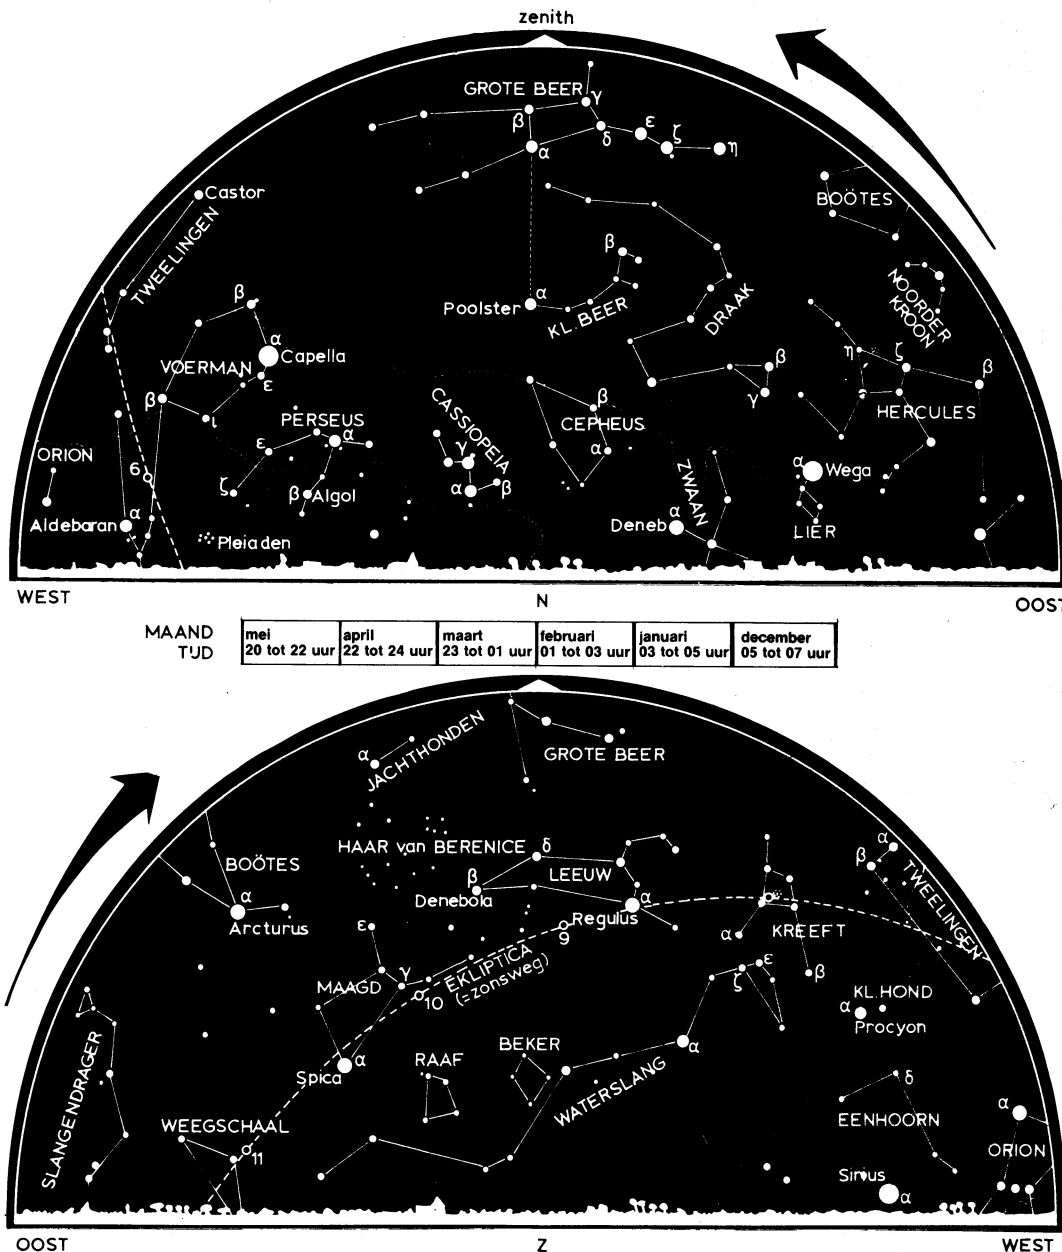 zenith
GROTE BEER
γ
β
α
δ
ε
ζ
η
Castor
TWEELINGEN
BOÖTES
NOORDER
KROON
β
Poolster
α
KL. BEER
DRAAK
β
α
Capella
VOERMAN
ε
β
ι
PERSEUS
ε
α
ζ
β
Algol
CASSIOPEIA
γ
α
β
CEPHEUS
β
α
β
γ
η
ζ
β
HERCULES
ORION
6
Aldebaran
α
Pleiaden
ZWAAN
α
Deneb
α
Wega
LIER
WEST
N
OOST
MAAND
TIJD
mei
20 tot 22 uur
april
22 tot 24 uur
maart
23 tot 01 uur
februari
01 tot 03 uur
januari
03 tot 05 uur
december
05 tot 07 uur
α
JACHTHONDEN
GROTE BEER
HAAR van BERENICE
δ
LEEUW
β
Denebola
α
Regulus
9
BOÖTES
α
Arcturus
α
β
TWEELINGEN
KREEFT
α
β
ε
MAAGD
γ
10
EKLIPTICA
(=zonsweg)
ε
ζ
KL. HOND
α
Procyon
α
Spica
RAAF
BEKER
WATERSLANG
α
SLANGENDRAGER
WEEGSCHAAL
11
δ
EENHOORN
α
ORION
Sirius
α
OOST
Z
WEST